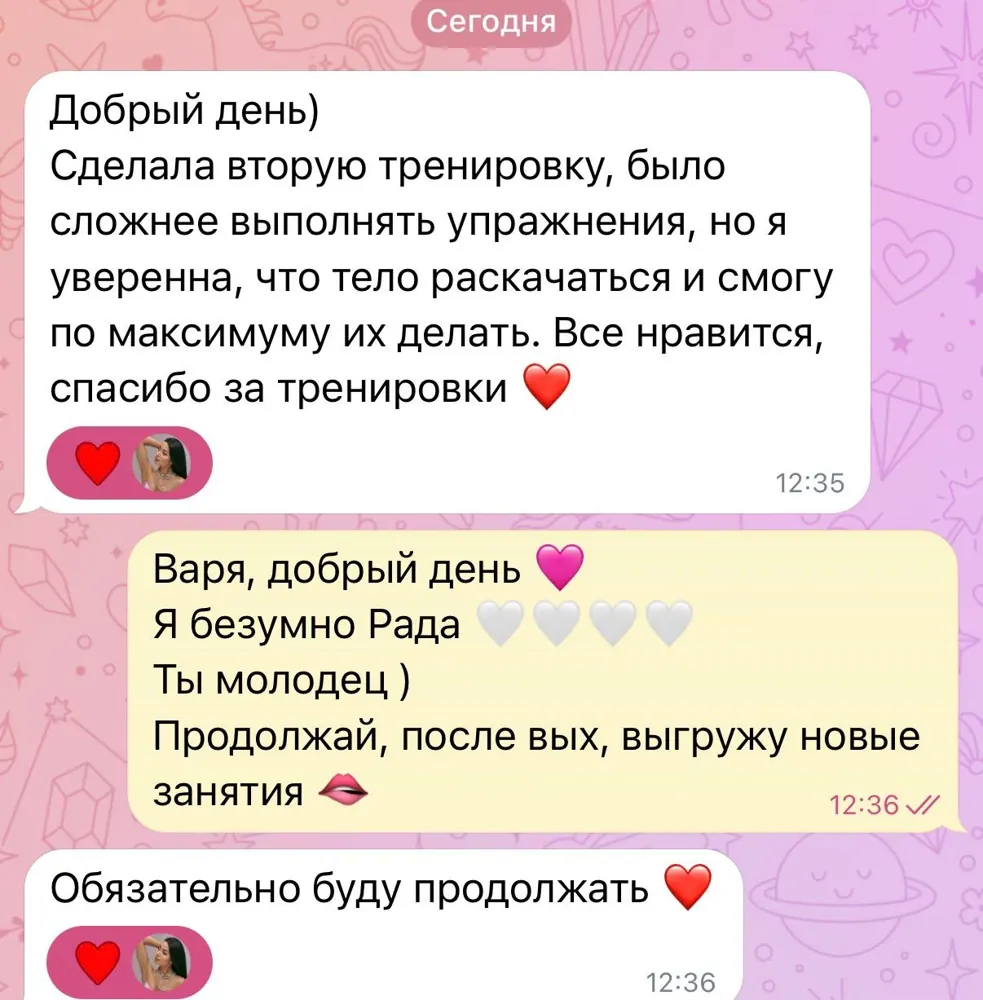 Сегодня
Добрый день)
Сделала вторую тренировку, было
сложнее выполнять упражнения, но я
уверенна, что тело раскачаться и смогу
по максимуму их делать. Все нравится,
спасибо за тренировки ❤️
12:35
Варя, добрый день 💗
Я безумно Рада 🤍🤍🤍🤍
Ты молодец )
Продолжай, после вых, выгружу новые
занятия 🫦
12:36
Обязательно буду продолжать ❤️
12:36